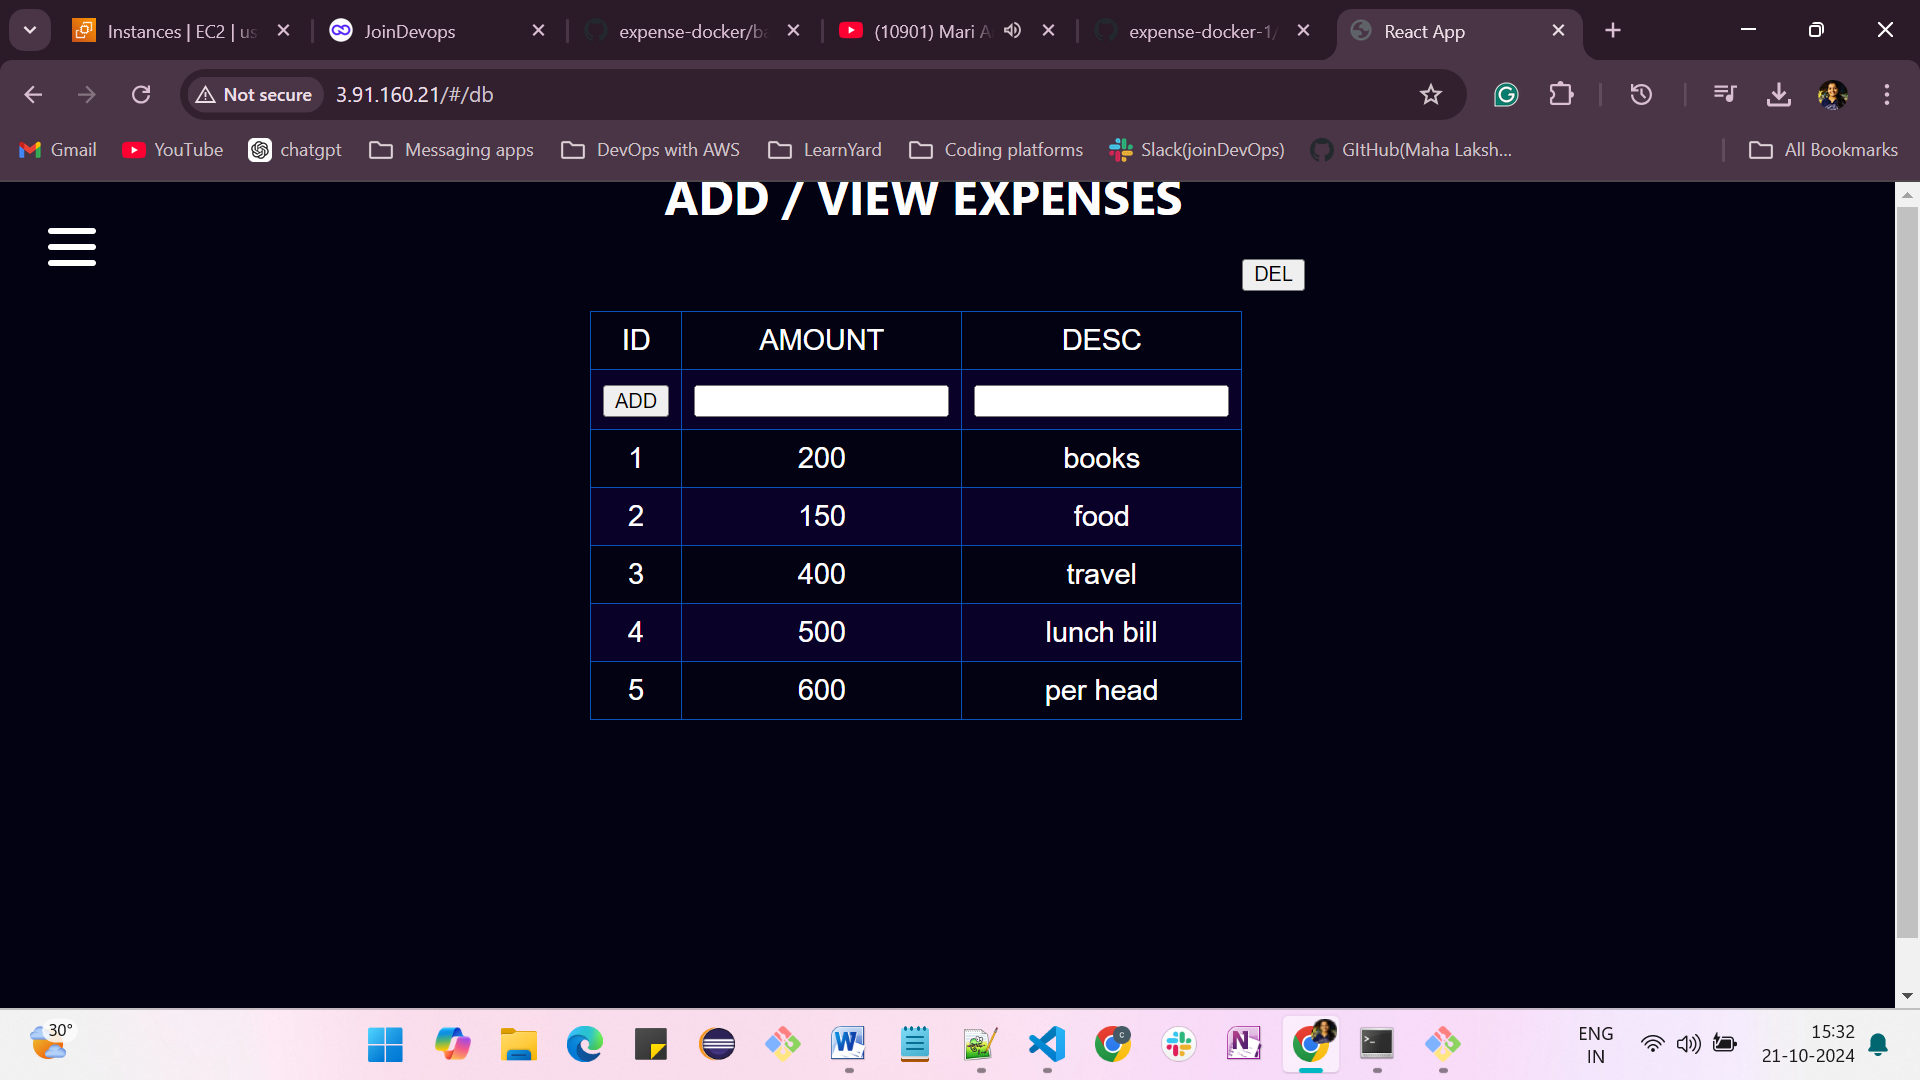 Instances | EC2 | us
JoinDevops
expense-docker/ba
(10901) Mari A
expense-docker-1/
React App
Not secure
3.91.160.21/#/db
Gmail
YouTube
chatgpt
Messaging apps
DevOps with AWS
LearnYard
Coding platforms
Slack(joinDevOps)
GItHub(Maha Laksh...
All Bookmarks
ADD / VIEW EXPENSES
DEL
ID AMOUNT DESC
ADD
1 200 books
2 150 food
3 400 travel
4 500 lunch bill
5 600 per head
30°
ENG
IN
15:32
21-10-2024